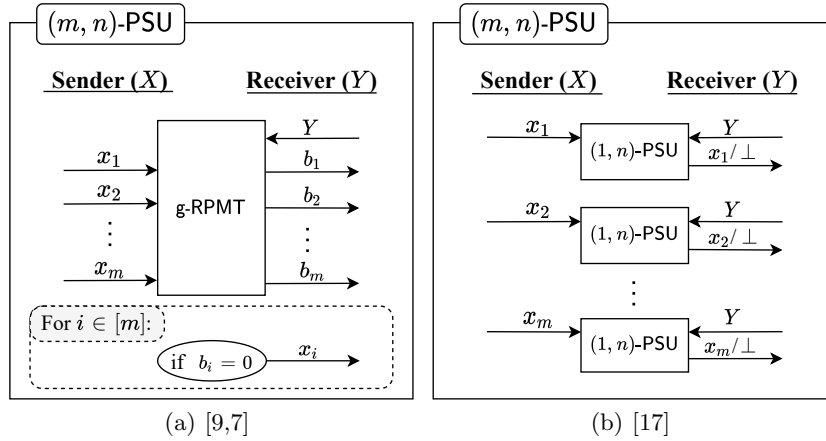 (m, n)-PSU
Sender (X)
Receiver (Y)
Y
x₁
b₁
x₂
b₂
g-RPMT
⋮
⋮
xₘ
bₘ
For i ∈ [m]:
if bᵢ = 0
xᵢ
(a) [9,7]
(m, n)-PSU
Sender (X)
Receiver (Y)
x₁
(1, n)-PSU
Y
x₁/ ⊥
x₂
(1, n)-PSU
Y
x₂/ ⊥
⋮
xₘ
(1, n)-PSU
Y
xₘ/ ⊥
(b) [17]